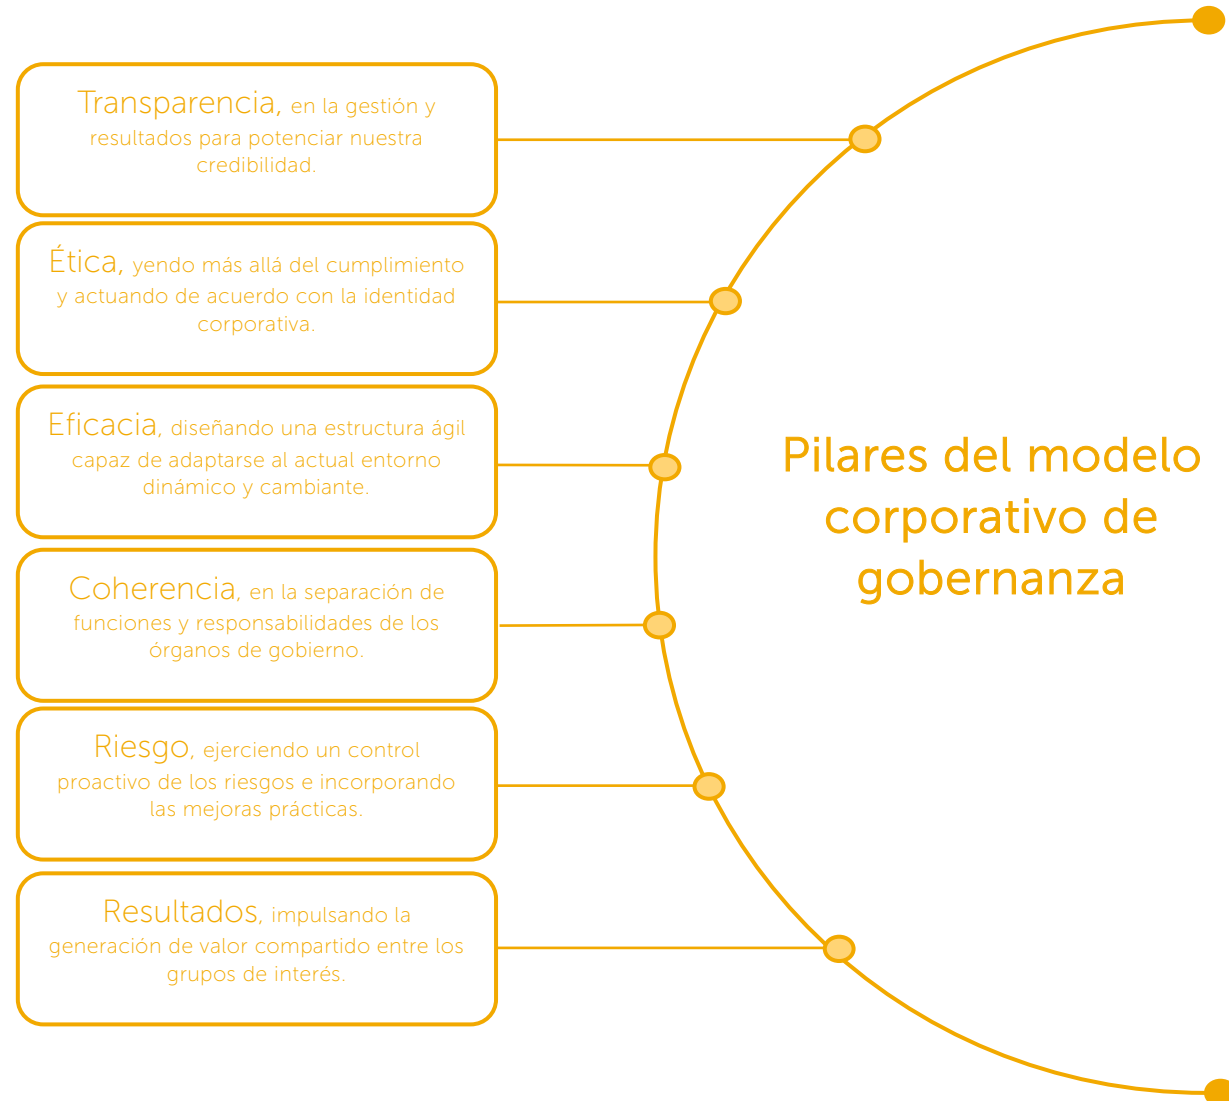 Transparencia, en la gestión y
resultados para potenciar nuestra
credibilidad.
Ética, yendo más allá del cumplimiento
y actuando de acuerdo con la identidad
corporativa.
Eficacia, diseñando una estructura ágil
capaz de adaptarse al actual entorno
dinámico y cambiante.
Coherencia, en la separación de
funciones y responsabilidades de los
órganos de gobierno.
Riesgo, ejerciendo un control
proactivo de los riesgos e incorporando
las mejoras prácticas.
Resultados, impulsando la
generación de valor compartido entre los
grupos de interés.
Pilares del modelo
corporativo de
gobernanza